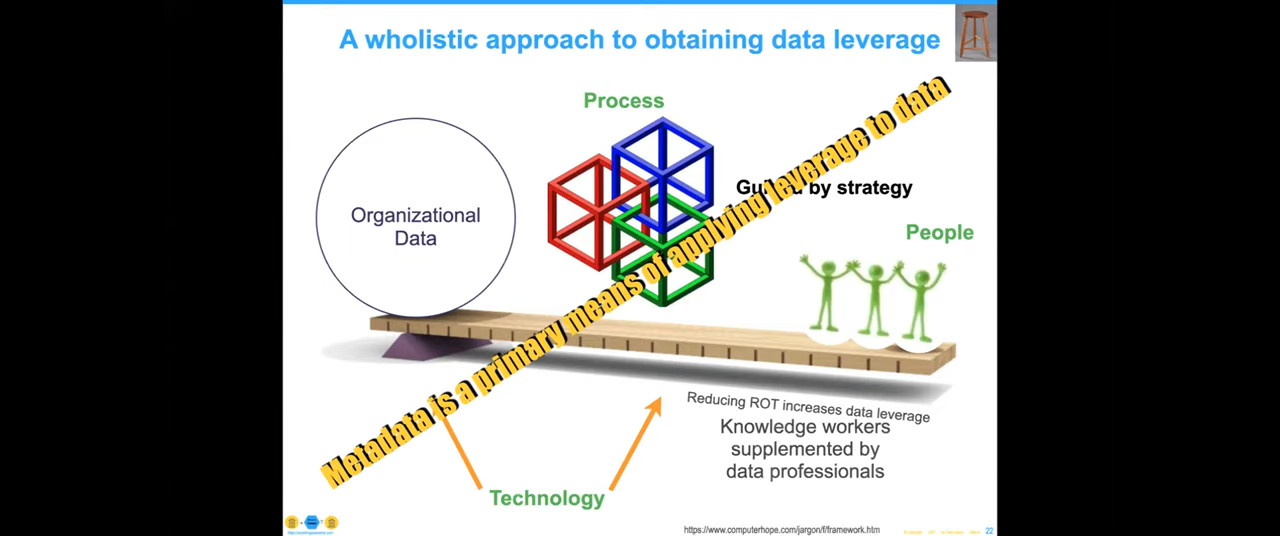 A wholistic approach to obtaining data leverage
Process
Metadata is a primary means of applying leverage to data
Guided by strategy
Organizational
Data
People
Reducing ROT increases data leverage
Knowledge workers
supplemented by
data professionals
Technology
https://www.computerhope.com/jargon/f/framework.htm
22